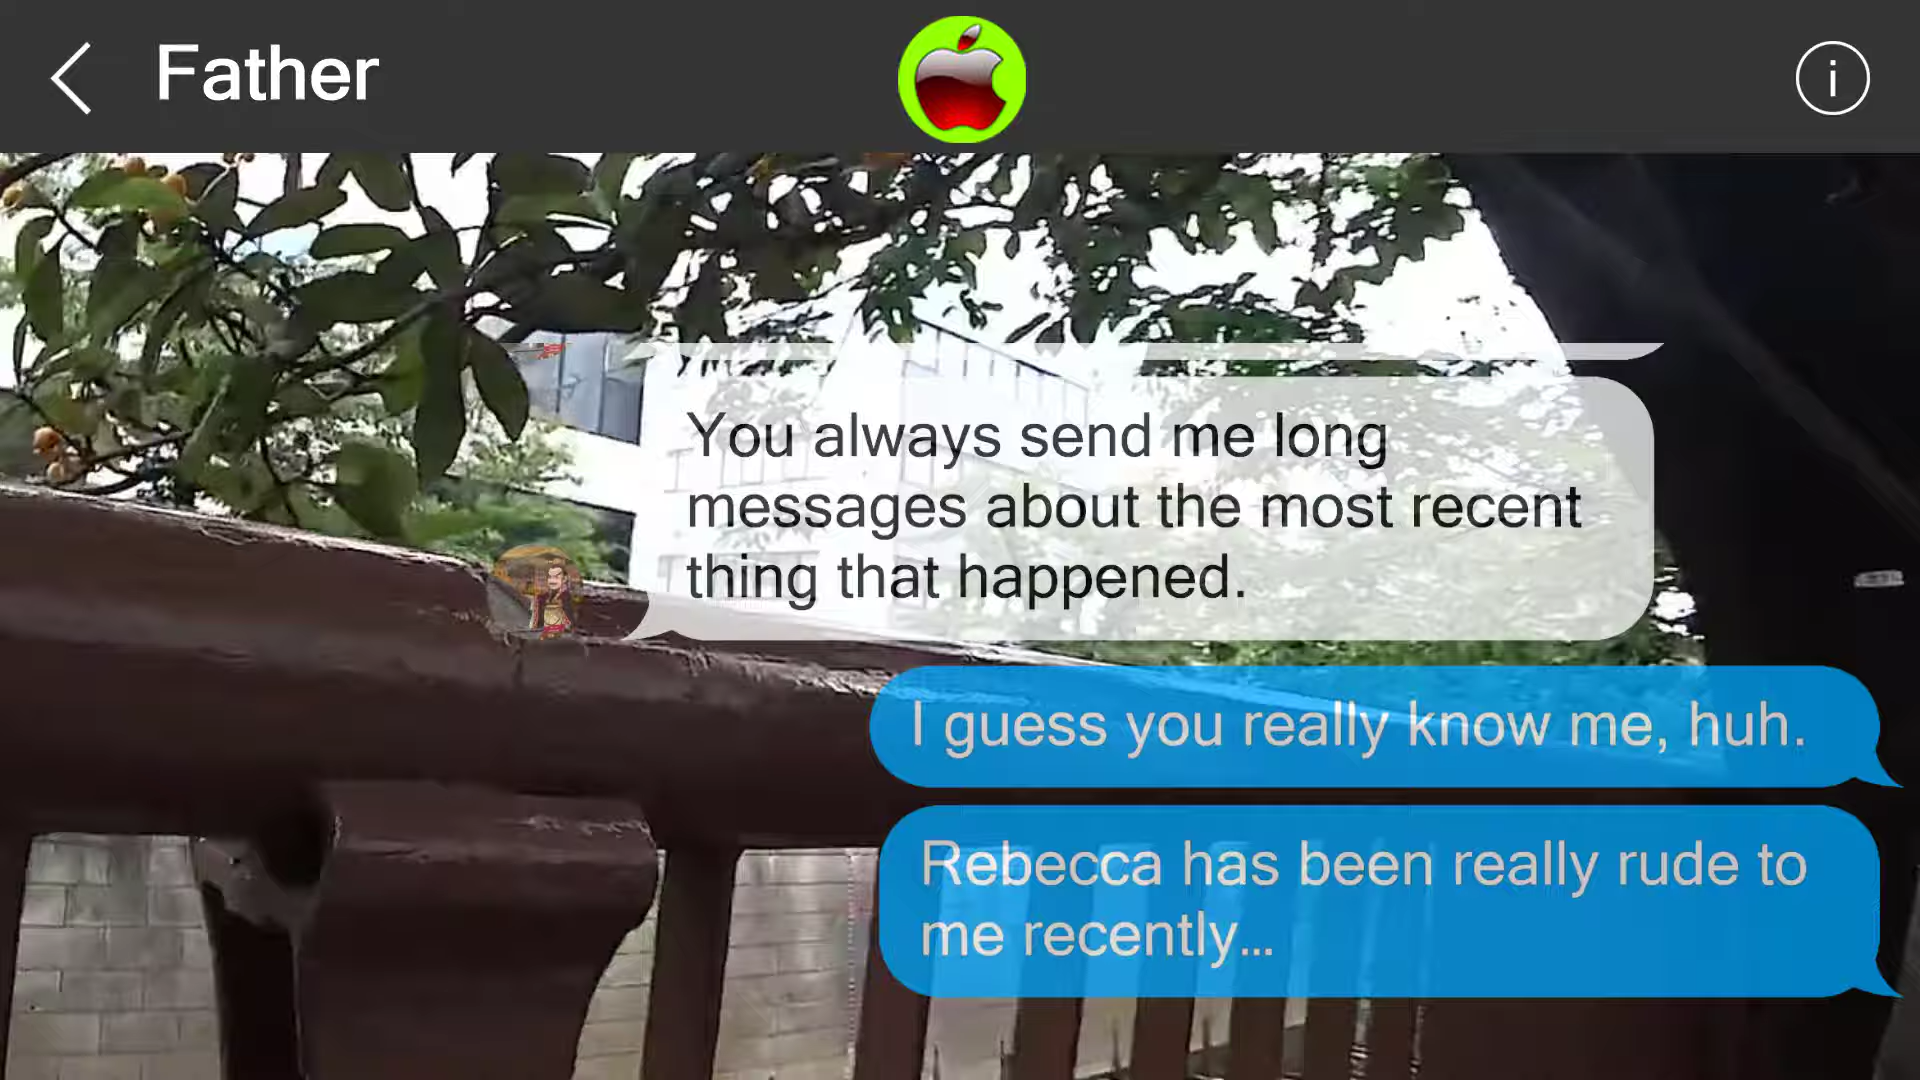 Father
i
You always send me long
messages about the most recent
thing that happened.
I guess you really know me, huh.
Rebecca has been really rude to
me recently...